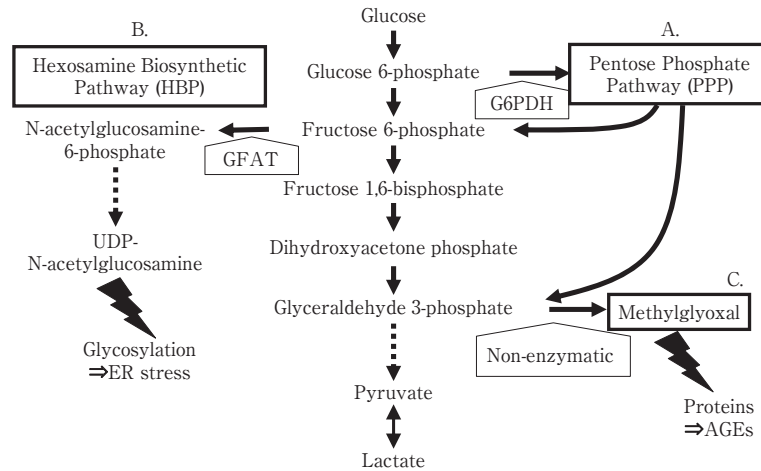 Glucose
B.
A.
Hexosamine Biosynthetic
Pathway (HBP)
Glucose 6-phosphate
Pentose Phosphate
Pathway (PPP)
G6PDH
N-acetylglucosamine-
6-phosphate
GFAT
Fructose 6-phosphate
Fructose 1,6-bisphosphate
UDP-
N-acetylglucosamine
Dihydroxyacetone phosphate
C.
Glyceraldehyde 3-phosphate
Methylglyoxal
Non-enzymatic
Glycosylation
⇒ER stress
Pyruvate
Proteins
⇒AGEs
Lactate